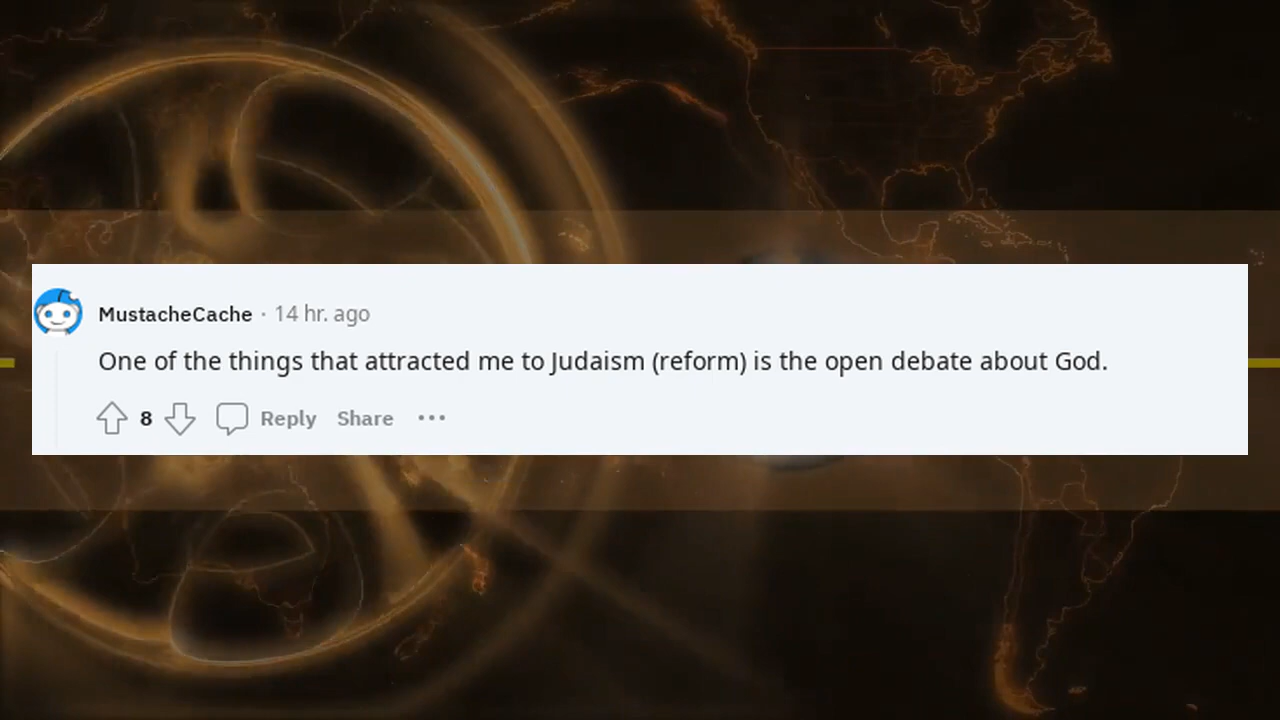 MustacheCache · 14 hr. ago
One of the things that attracted me to Judaism (reform) is the open debate about God.
8 Reply Share ···